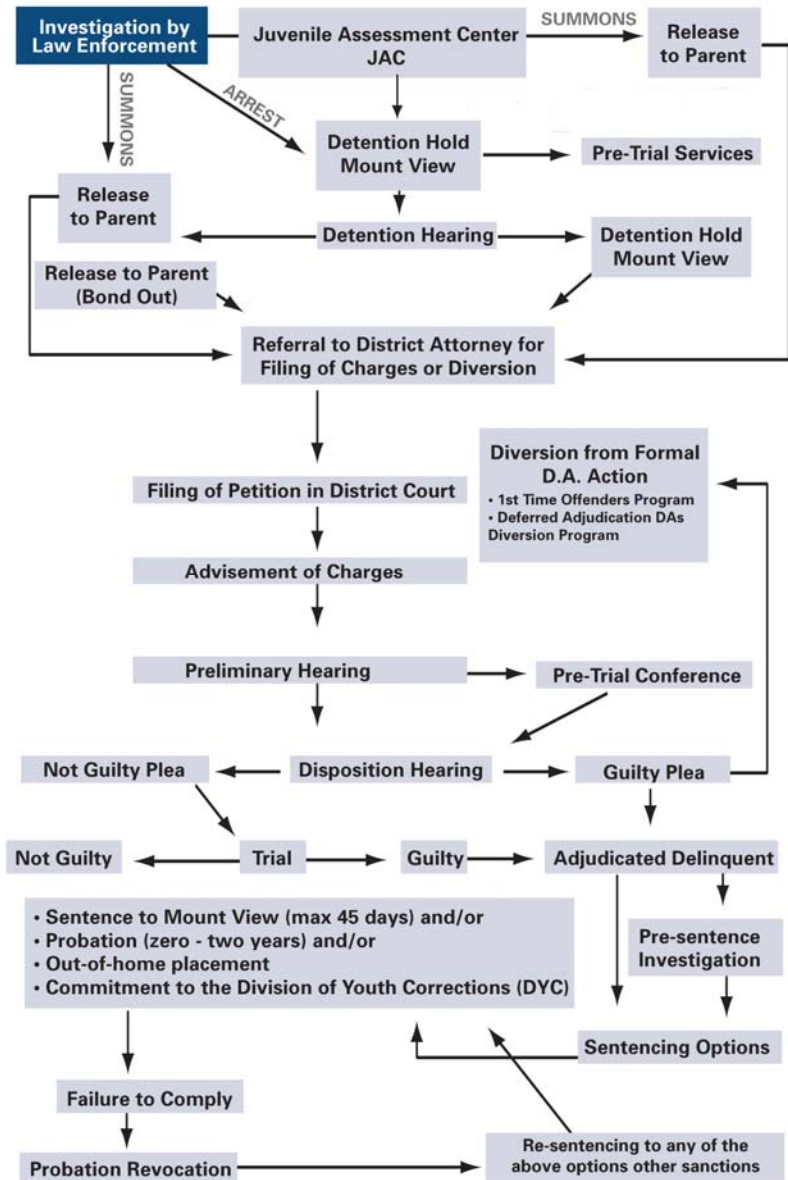 Investigation by
Law Enforcement
Juvenile Assessment Center
JAC
SUMMONS
Release
to Parent
SUMMONS
ARREST
Detention Hold
Mount View
Pre-Trial Services
Release
to Parent
Detention Hearing
Detention Hold
Mount View
Release to Parent
(Bond Out)
Referral to District Attorney for
Filing of Charges or Diversion
Diversion from Formal
D.A. Action
• 1st Time Offenders Program
• Deferred Adjudication DAs
Diversion Program
Filing of Petition in District Court
Advisement of Charges
Preliminary Hearing
Pre-Trial Conference
Not Guilty Plea
Disposition Hearing
Guilty Plea
Not Guilty
Trial
Guilty
Adjudicated Delinquent
• Sentence to Mount View (max 45 days) and/or
• Probation (zero - two years) and/or
• Out-of-home placement
• Commitment to the Division of Youth Corrections (DYC)
Pre-sentence
Investigation
Sentencing Options
Failure to Comply
Probation Revocation
Re-sentencing to any of the
above options other sanctions